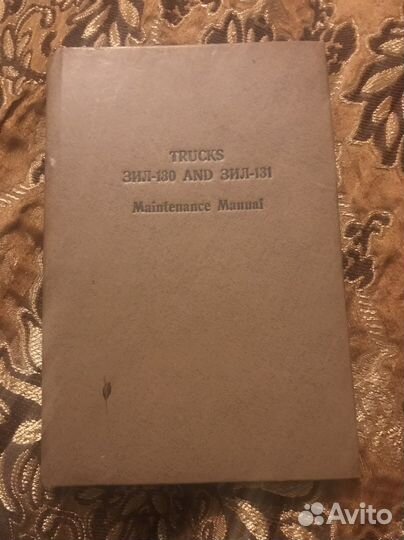 TRUCKS
ЗИЛ-130 AND ЗИЛ-131
Maintenance Manual
Avito